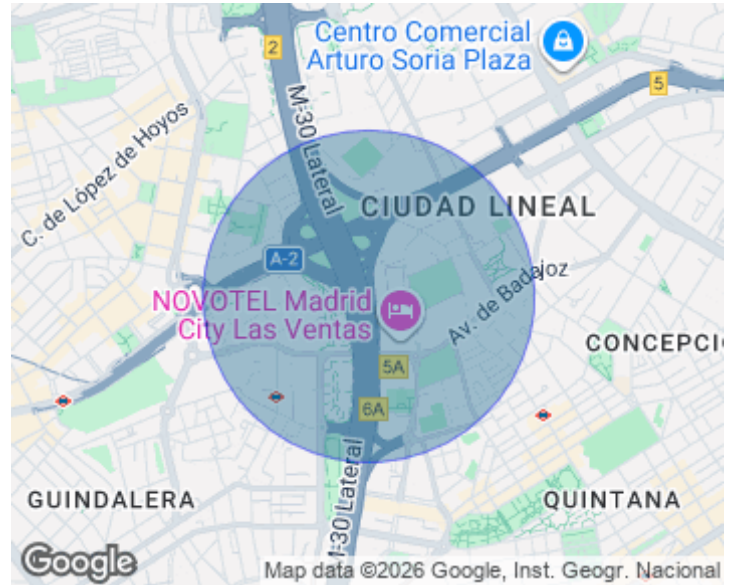 Centro Comercial
Arturo Soria Plaza
2
5
M-30 Lateral
C. de López de Hoyos
CIUDAD LINEAL
A-2
NOVOTEL Madrid
City Las Ventas
Av. de Badajoz
CONCEPCI
5A
6A
M-30 Lateral
GUINDALERA
QUINTANA
Google
Map data ©2026 Google, Inst. Geogr. Nacional